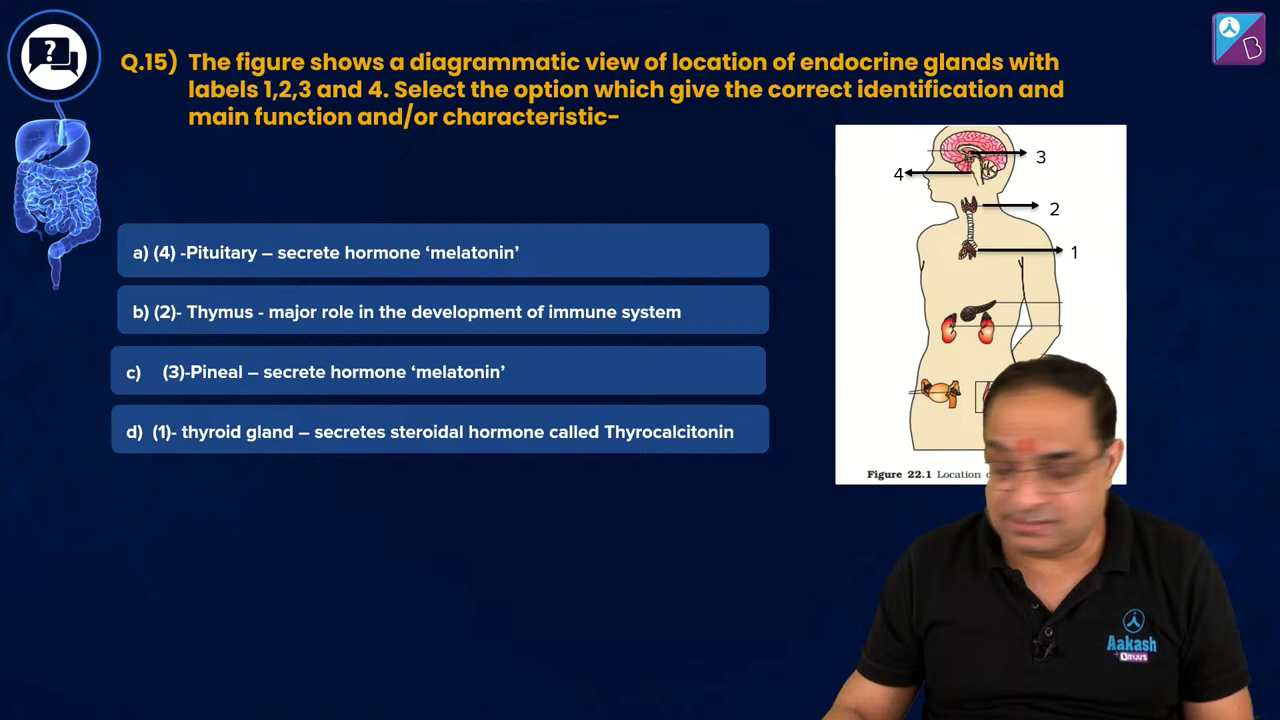 Q.15) The figure shows a diagrammatic view of location of endocrine glands with
labels 1,2,3 and 4. Select the option which give the correct identification and
main function and/or characteristic-
a) (4) -Pituitary – secrete hormone ‘melatonin’
b) (2)- Thymus - major role in the development of immune system
c) (3)-Pineal – secrete hormone ‘melatonin’
d) (1)- thyroid gland – secretes steroidal hormone called Thyrocalcitonin
3
4
2
1
Figure 22.1 Location
?
B
Aakash
+ BYJU'S